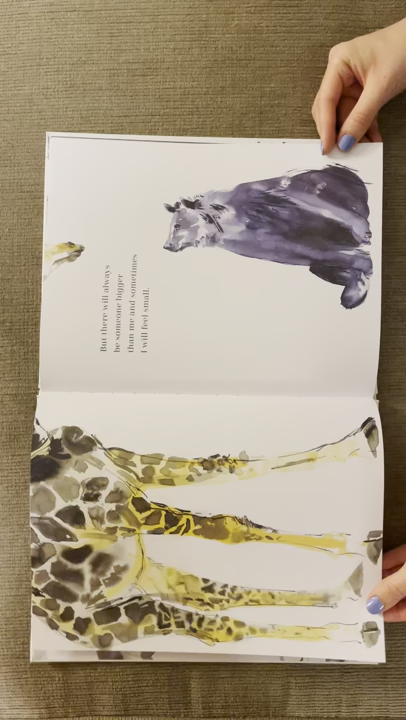 But there will always
be someone bigger
than me and sometimes
I will feel small.